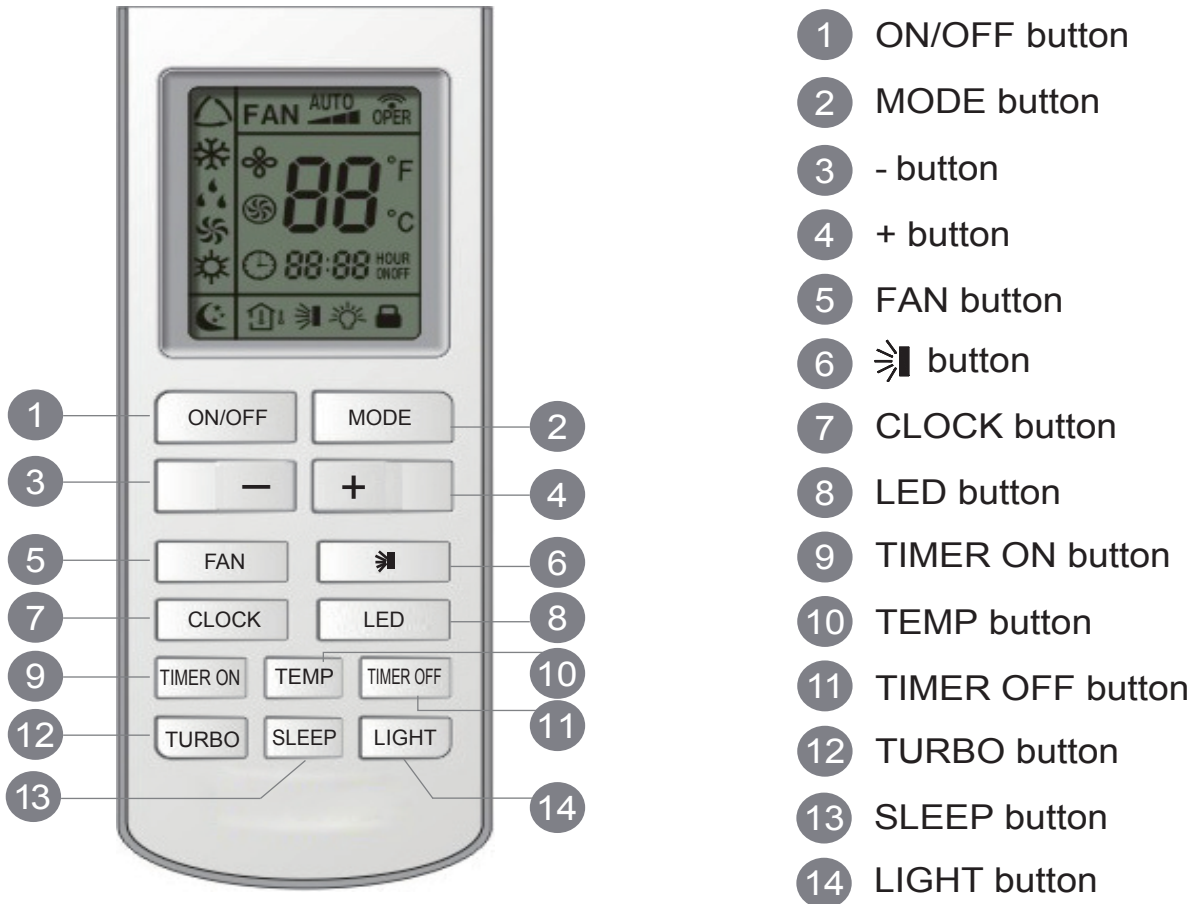 FAN AUTO OPER
88 °F
°C
88:88 HOUR
ON OFF
1 ON/OFF MODE 2
3 - + 4
5 FAN 6
7 CLOCK LED 8
9 TIMER ON TEMP TIMER OFF 10
11
12 TURBO SLEEP LIGHT
13 14
1 ON/OFF button
2 MODE button
3 - button
4 + button
5 FAN button
6 button
7 CLOCK button
8 LED button
9 TIMER ON button
10 TEMP button
11 TIMER OFF button
12 TURBO button
13 SLEEP button
14 LIGHT button